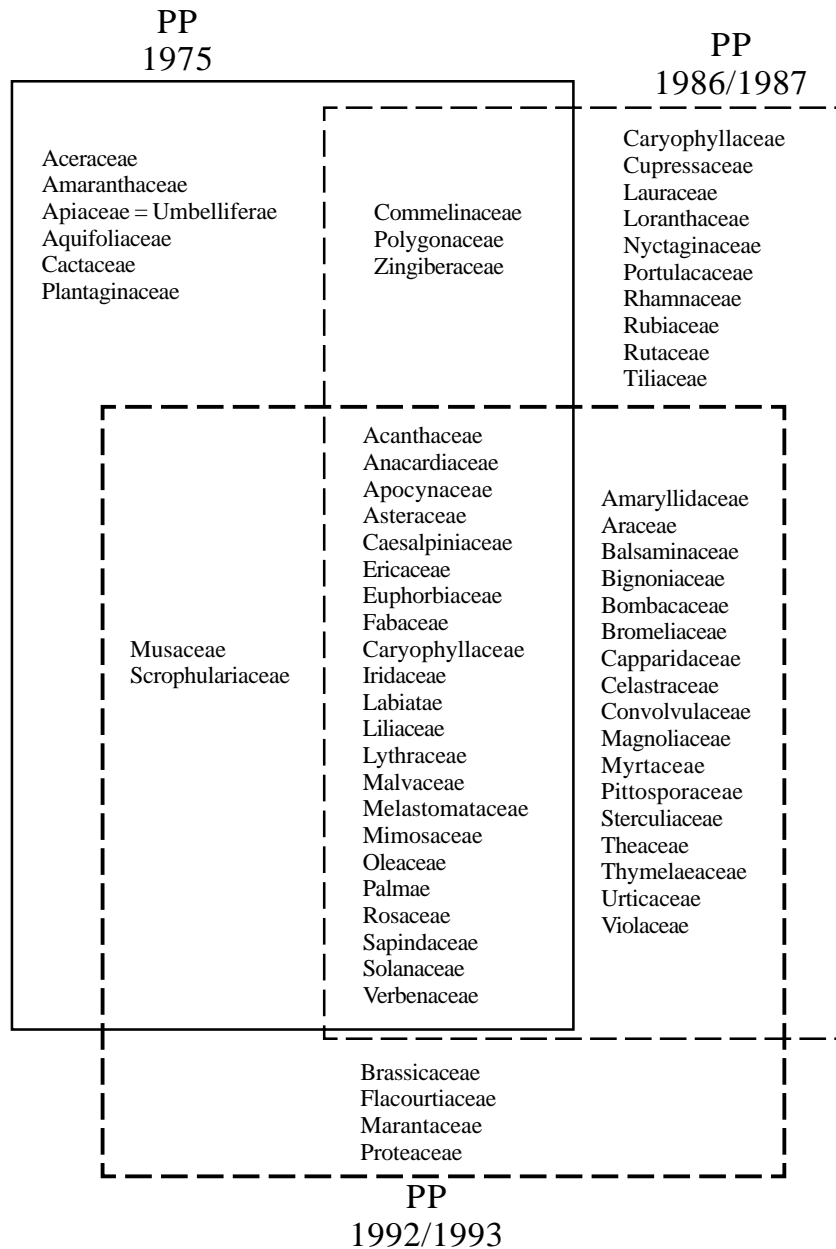 PP
1975
PP
1986/1987
Aceraceae
Amaranthaceae
Apiaceae = Umbelliferae
Aquifoliaceae
Cactaceae
Plantaginaceae
Commelinaceae
Polygonaceae
Zingiberaceae
Caryophyllaceae
Cupressaceae
Lauraceae
Loranthaceae
Nyctaginaceae
Portulacaceae
Rhamnaceae
Rubiaceae
Rutaceae
Tiliaceae
Musaceae
Scrophulariaceae
Acanthaceae
Anacardiaceae
Apocynaceae
Asteraceae
Caesalpiniaceae
Ericaceae
Euphorbiaceae
Fabaceae
Caryophyllaceae
Iridaceae
Labiatae
Liliaceae
Lythraceae
Malvaceae
Melastomataceae
Mimosaceae
Oleaceae
Palmae
Rosaceae
Sapindaceae
Solanaceae
Verbenaceae
Amaryllidaceae
Araceae
Balsaminaceae
Bignoniaceae
Bombacaceae
Bromeliaceae
Capparidaceae
Celastraceae
Convolvulaceae
Magnoliaceae
Myrtaceae
Pittosporaceae
Sterculiaceae
Theaceae
Thymelaeaceae
Urticaceae
Violaceae
Brassicaceae
Flacourtiaceae
Marantaceae
Proteaceae
PP
1992/1993